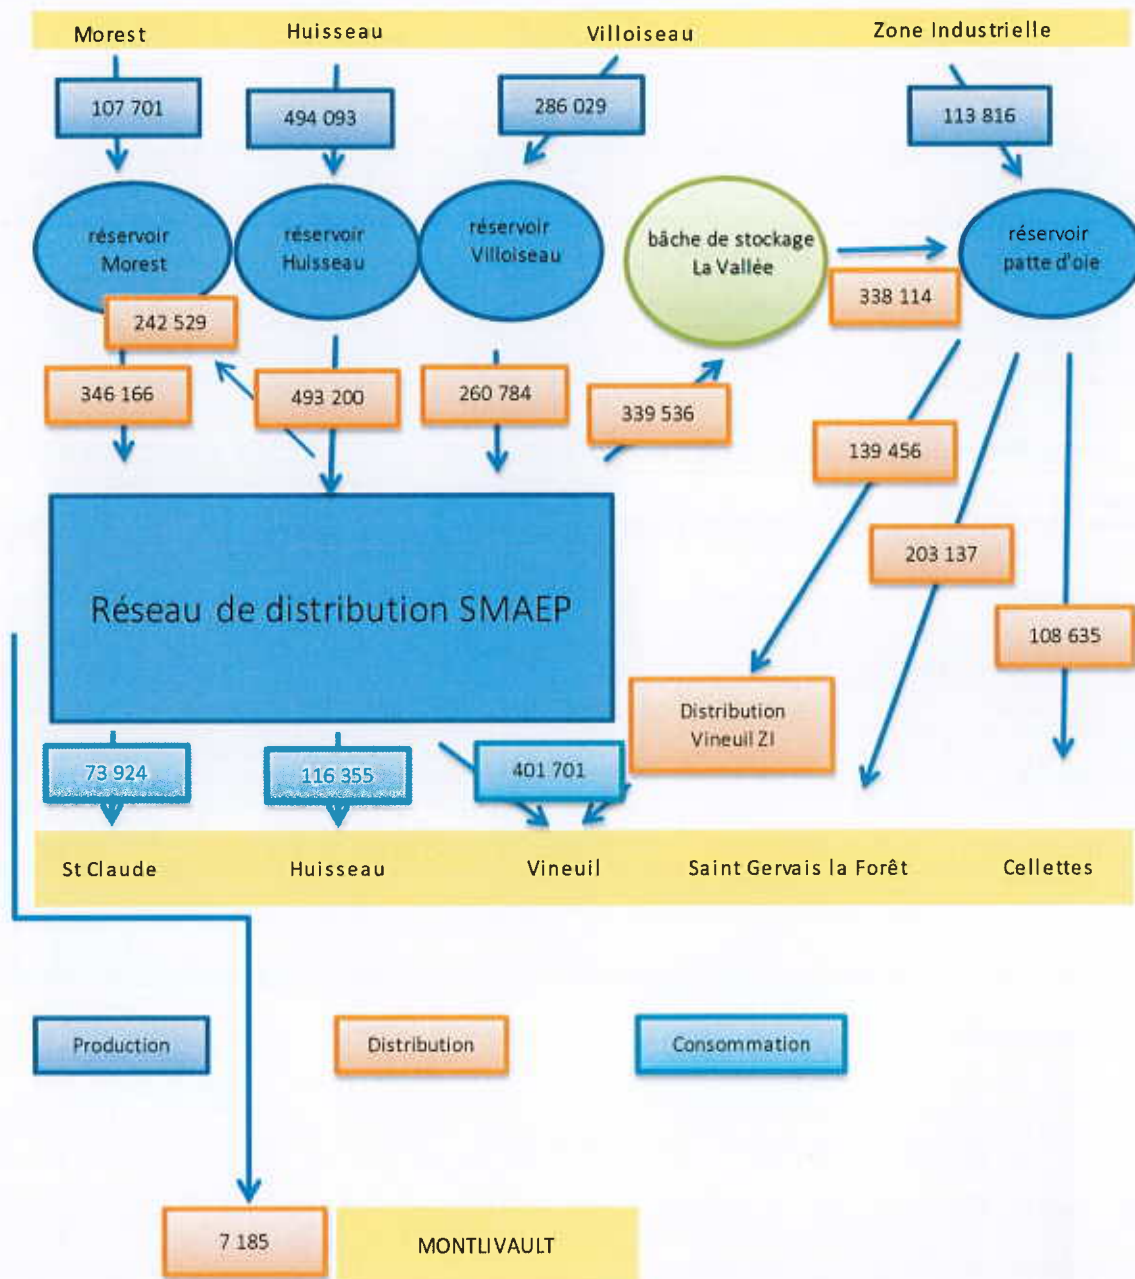 Morest
Huisseau
Villoiseau
Zone Industrielle
107 701
494 093
286 029
113 816
réservoir
Morest
réservoir
Huisseau
réservoir
Villoiseau
bâche de stockage
La Vallée
réservoir
patte d'oie
242 529
338 114
346 166
493 200
260 784
339 536
139 456
203 137
108 635
Réseau de distribution SMAEP
Distribution
Vineuil ZI
73 924
116 355
401 701
St Claude
Huisseau
Vineuil
Saint Gervais la Forêt
Cellettes
Production
Distribution
Consommation
7 185
MONTLIVAULT